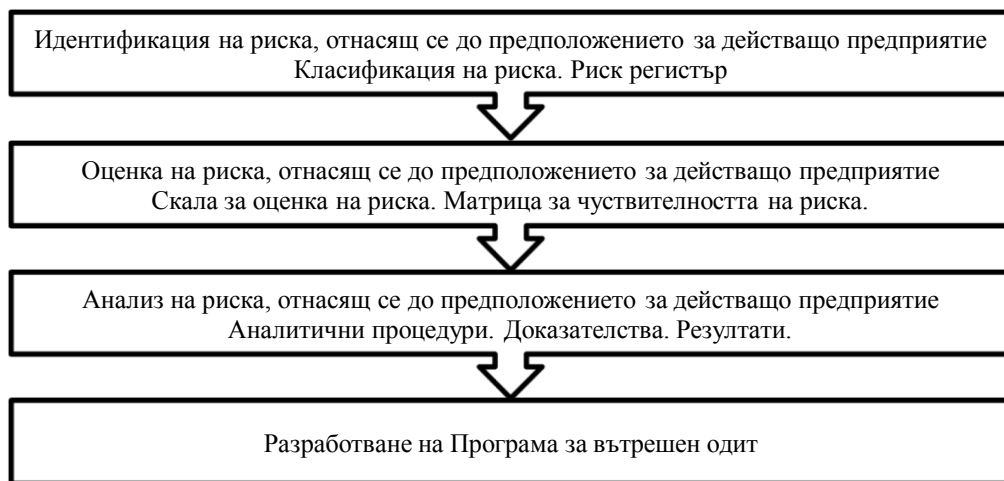 Идентификация на риска, отнасящ се до предположението за действащо предприятие
Класификация на риска. Риск регистър
Оценка на риска, отнасящ се до предположението за действащо предприятие
Скала за оценка на риска. Матрица за чуствителността на риска.
Анализ на риска, отнасящ се до предположението за действащо предприятие
Аналитични процедури. Доказателства. Резултати.
Разработване на Програма за вътрешен одит